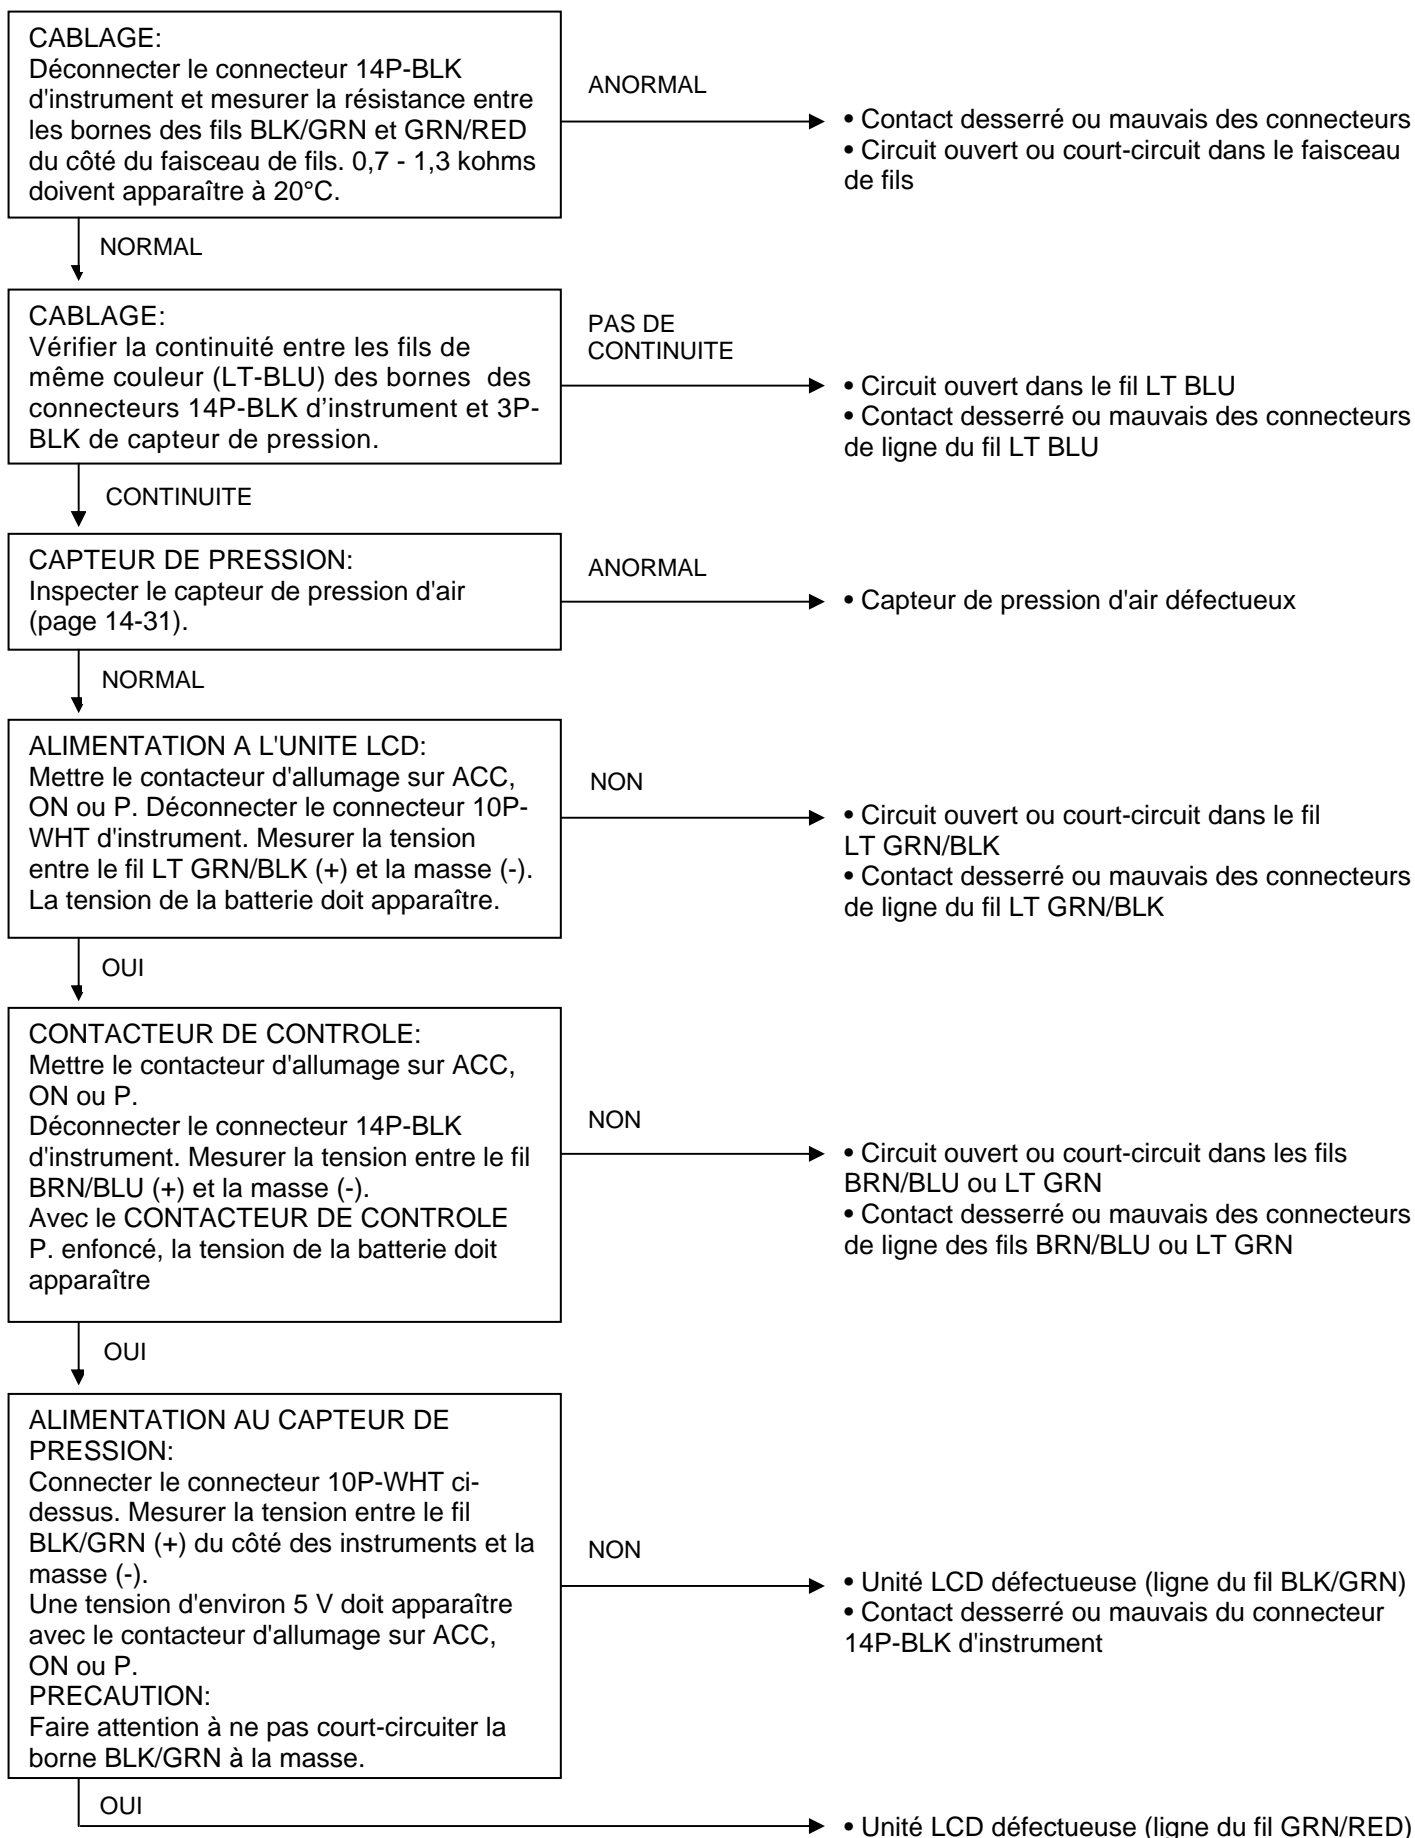 CABLAGE:
Déconnecter le connecteur 14P-BLK
d'instrument et mesurer la résistance entre
les bornes des fils BLK/GRN et GRN/RED
du côté du faisceau de fils. 0,7 - 1,3 kohms
doivent apparaître à 20°C.
ANORMAL
• Contact desserré ou mauvais des connecteurs
• Circuit ouvert ou court-circuit dans le faisceau
de fils
NORMAL
CABLAGE:
Vérifier la continuité entre les fils de
même couleur (LT-BLU) des bornes des
connecteurs 14P-BLK d'instrument et 3P-
BLK de capteur de pression.
PAS DE
CONTINUITE
• Circuit ouvert dans le fil LT BLU
• Contact desserré ou mauvais des connecteurs
de ligne du fil LT BLU
CONTINUITE
CAPTEUR DE PRESSION:
Inspecter le capteur de pression d'air
(page 14-31).
ANORMAL
• Capteur de pression d'air défectueux
NORMAL
ALIMENTATION A L'UNITE LCD:
Mettre le contacteur d'allumage sur ACC,
ON ou P. Déconnecter le connecteur 10P-
WHT d'instrument. Mesurer la tension
entre le fil LT GRN/BLK (+) et la masse (-).
La tension de la batterie doit apparaître.
NON
• Circuit ouvert ou court-circuit dans le fil
LT GRN/BLK
• Contact desserré ou mauvais des connecteurs
de ligne du fil LT GRN/BLK
OUI
CONTACTEUR DE CONTROLE:
Mettre le contacteur d'allumage sur ACC,
ON ou P.
Déconnecter le connecteur 14P-BLK
d'instrument. Mesurer la tension entre le fil
BRN/BLU (+) et la masse (-).
Avec le CONTACTEUR DE CONTROLE
P. enfoncé, la tension de la batterie doit
apparaître
NON
• Circuit ouvert ou court-circuit dans les fils
BRN/BLU ou LT GRN
• Contact desserré ou mauvais des connecteurs
de ligne des fils BRN/BLU ou LT GRN
OUI
ALIMENTATION AU CAPTEUR DE
PRESSION:
Connecter le connecteur 10P-WHT ci-
dessus. Mesurer la tension entre le fil
BLK/GRN (+) du côté des instruments et la
masse (-).
Une tension d'environ 5 V doit apparaître
avec le contacteur d'allumage sur ACC,
ON ou P.
PRECAUTION:
Faire attention à ne pas court-circuiter la
borne BLK/GRN à la masse.
NON
• Unité LCD défectueuse (ligne du fil BLK/GRN)
• Contact desserré ou mauvais du connecteur
14P-BLK d'instrument
OUI
• Unité LCD défectueuse (ligne du fil GRN/RED)